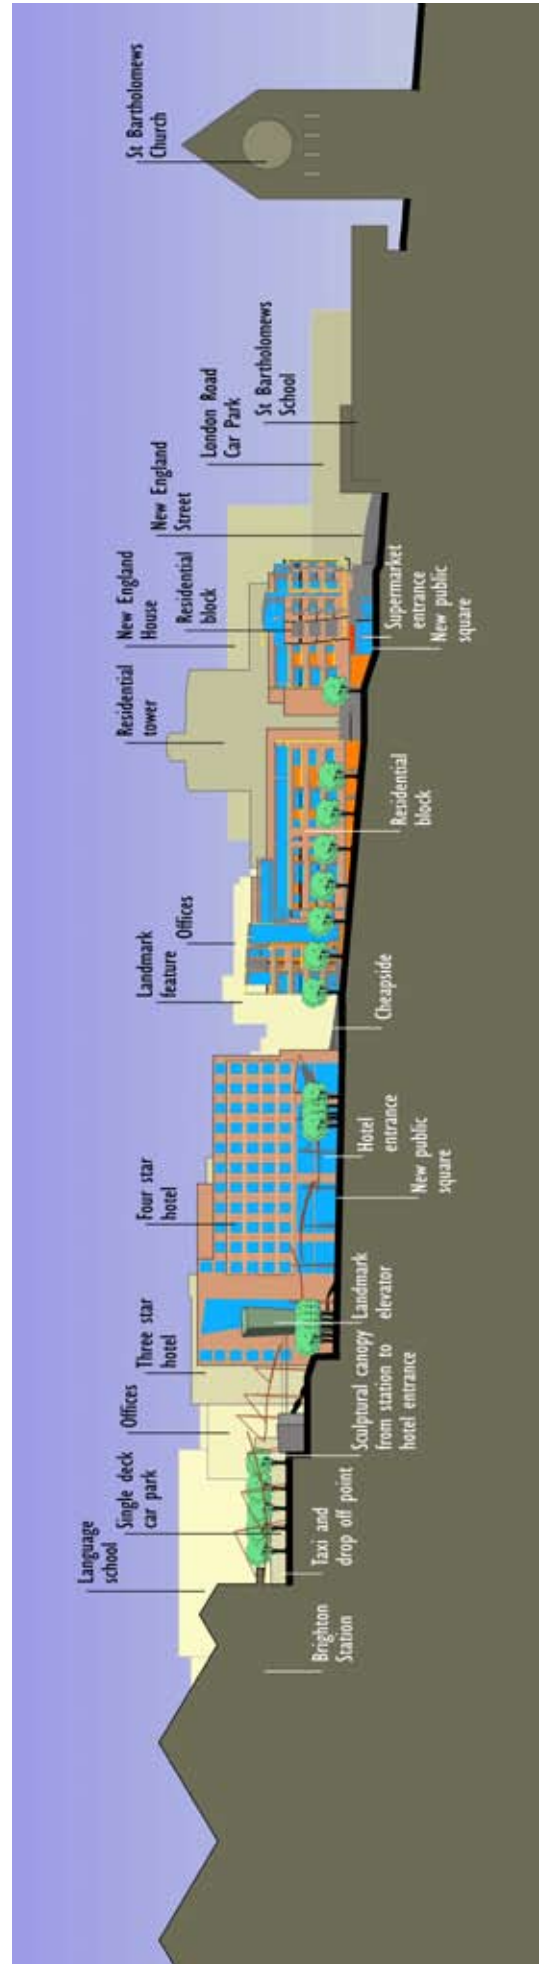 Language
school
Single deck
car park
Offices
Three star
hotel
Four star
hotel
Landmark
feature
Offices
Residential
tower
New England
House
Residential
block
New England
Street
London Road
Car Park
St Bartholomews
School
St Bartholomews
Church
Brighton
Station
Taxi and
drop off point
Sculptural canopy
from station to
hotel entrance
Landmark
elevator
New public
square
Hotel
entrance
Cheapside
Residential
block
New public
square
Supermarket
entrance